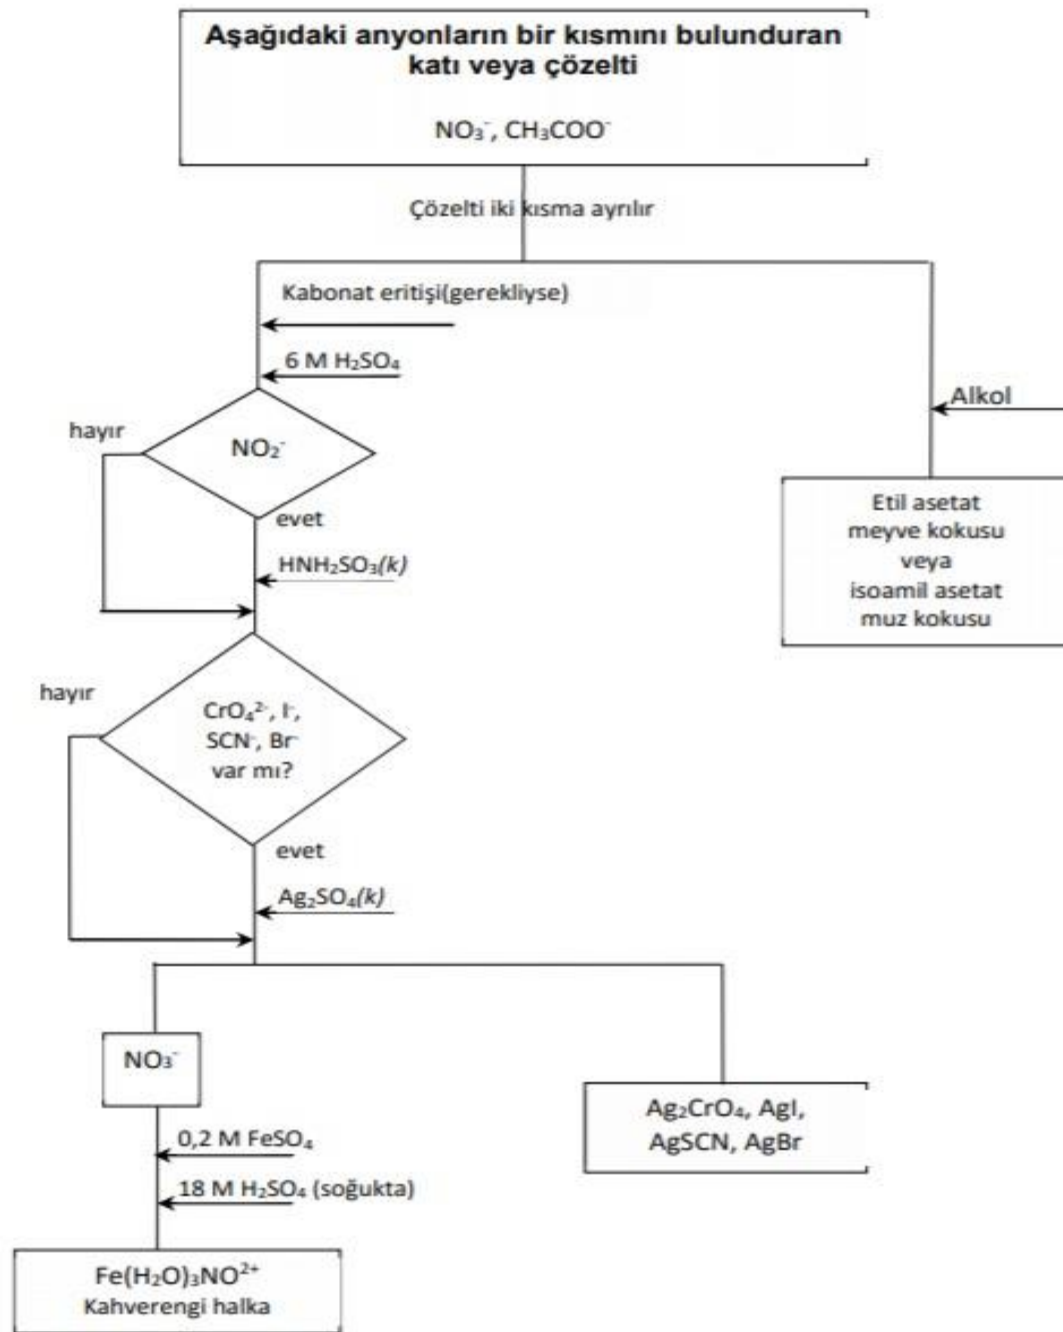 Aşağıdaki anyonların bir kısmını bulunduran
katı veya çözelti
NO₃⁻, CH₃COO⁻
Çözelti iki kısma ayrılır
Kabonat eritişi(gerekliyse)
6 M H₂SO₄
Alkol
hayır
NO₂⁻
evet
HNH₂SO₃(k)
Etil asetat
meyve kokusu
veya
isoamil asetat
muz kokusu
hayır
CrO₄²⁻, I⁻,
SCN⁻, Br⁻
var mı?
evet
Ag₂SO₄(k)
NO₃⁻
0,2 M FeSO₄
18 M H₂SO₄ (soğukta)
Fe(H₂O)₃NO²⁺
Kahverengi halka
Ag₂CrO₄, AgI,
AgSCN, AgBr